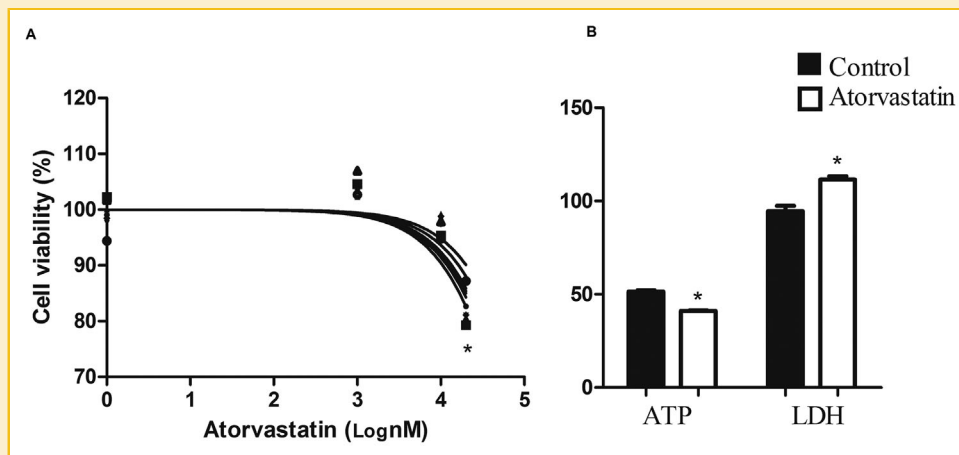 A
Cell viability (%)
120
110
100
90
80
70
0
1
2
3
4
5
*
Atorvastatin (LognM)
B
Control
Atorvastatin
150
100
50
0
*
*
ATP
LDH